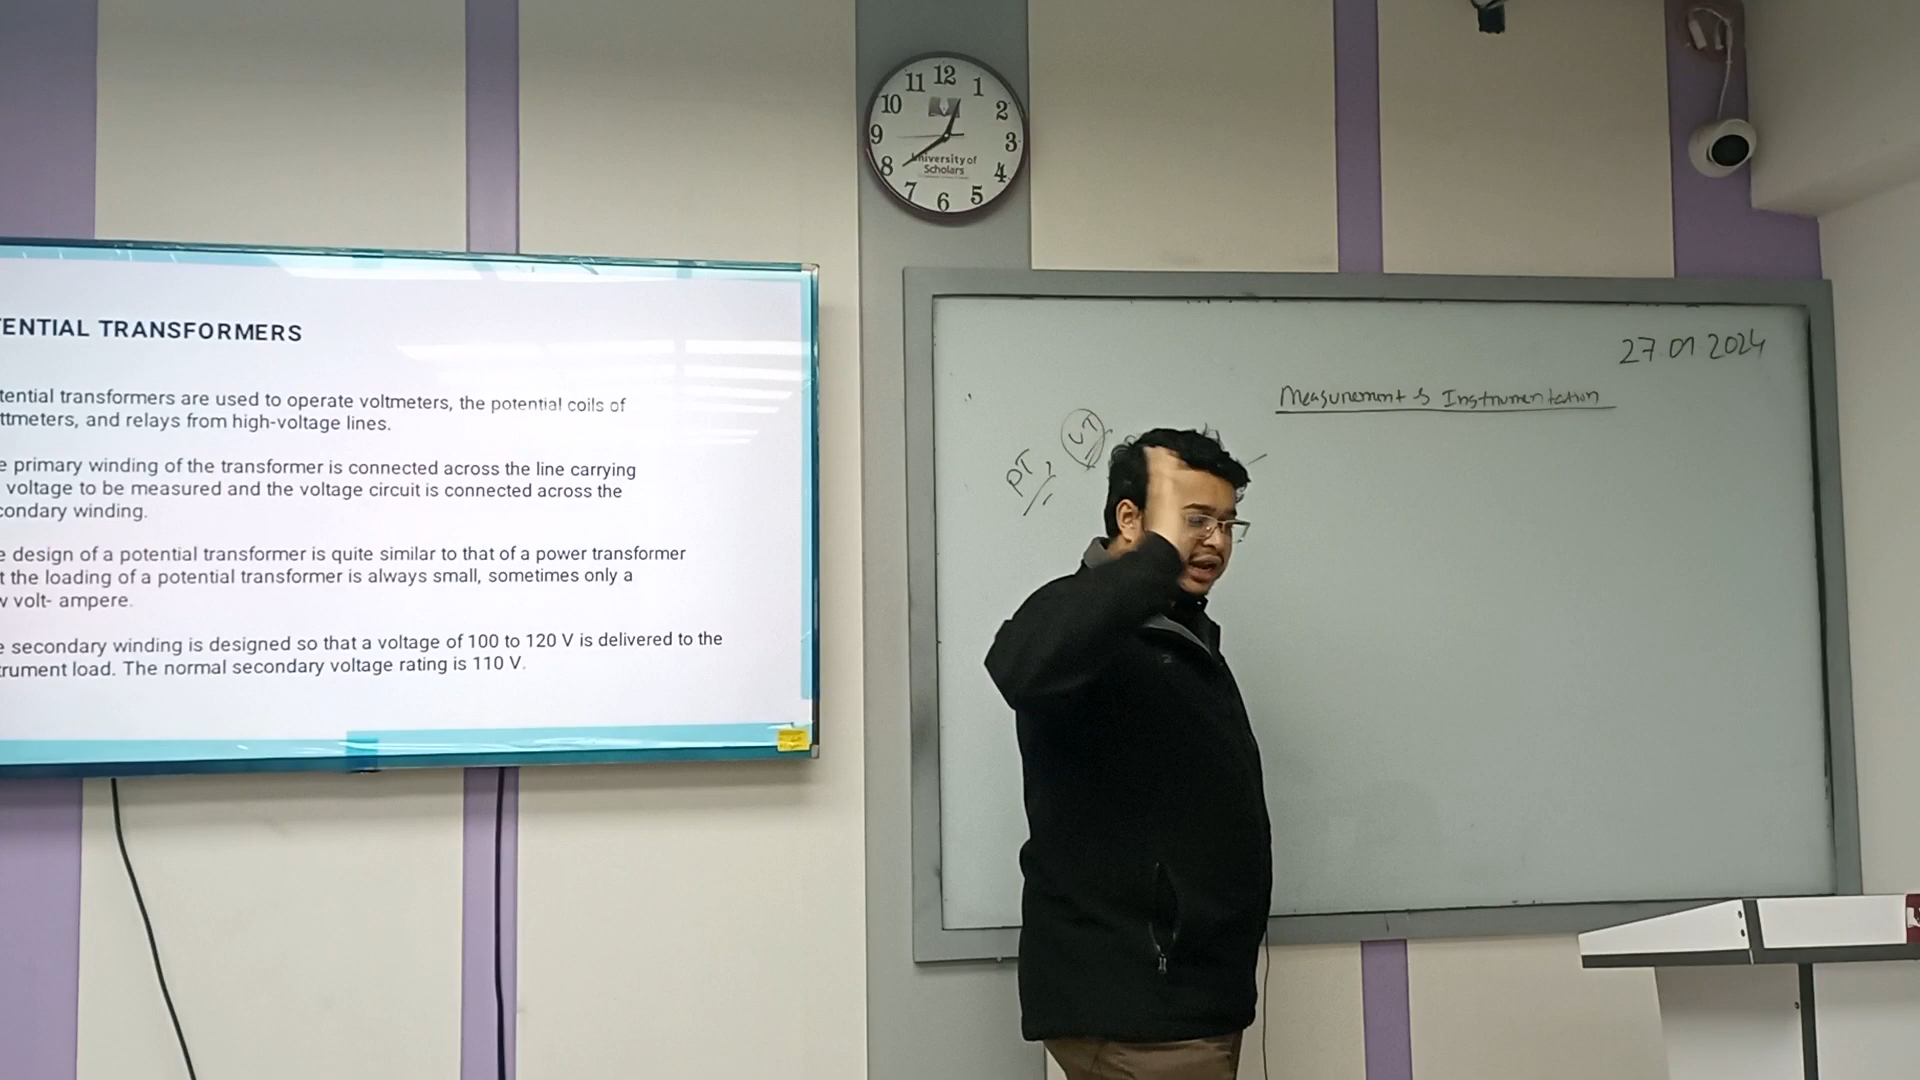 11 12 1
10 2
9 3
8 4
7 6 5
University of
Scholars
ENTIAL TRANSFORMERS
tential transformers are used to operate voltmeters, the potential coils of
ttmeters, and relays from high-voltage lines.
e primary winding of the transformer is connected across the line carrying
voltage to be measured and the voltage circuit is connected across the
condary winding.
e design of a potential transformer is quite similar to that of a power transformer
t the loading of a potential transformer is always small, sometimes only a
w volt- ampere.
e secondary winding is designed so that a voltage of 100 to 120 V is delivered to the
trument load. The normal secondary voltage rating is 110 V.
27 01 2024
Measurement & Instrumentation
PT, VT